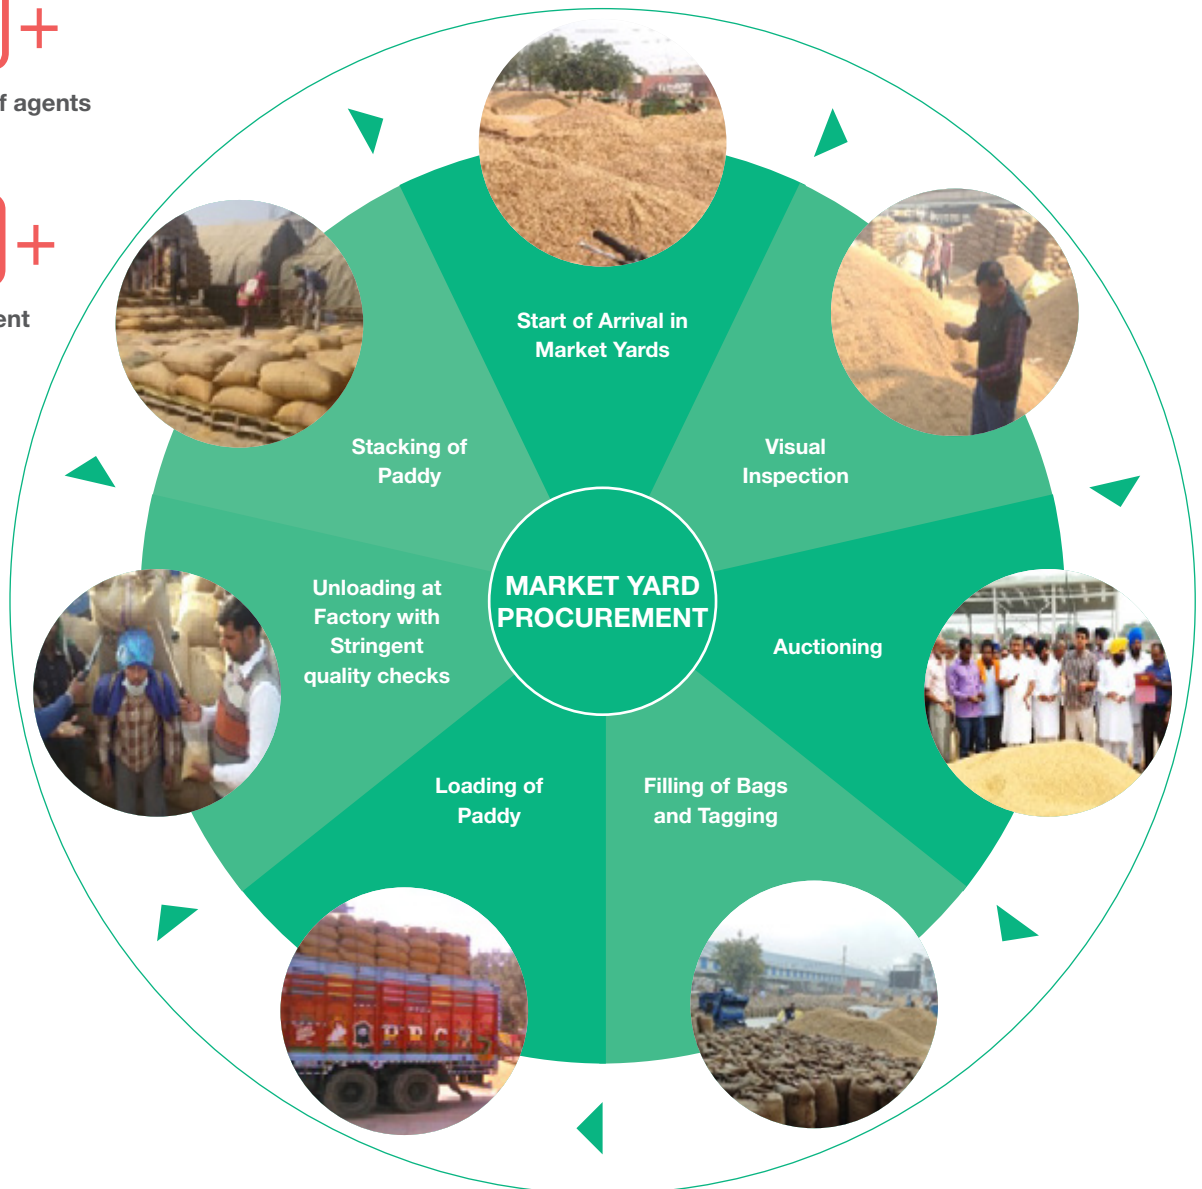 +
f agents
+
ent
Start of Arrival in
Market Yards
Visual
Inspection
Auctioning
Filling of Bags
and Tagging
Loading of
Paddy
Unloading at
Factory with
Stringent
quality checks
Stacking of
Paddy
MARKET YARD
PROCUREMENT